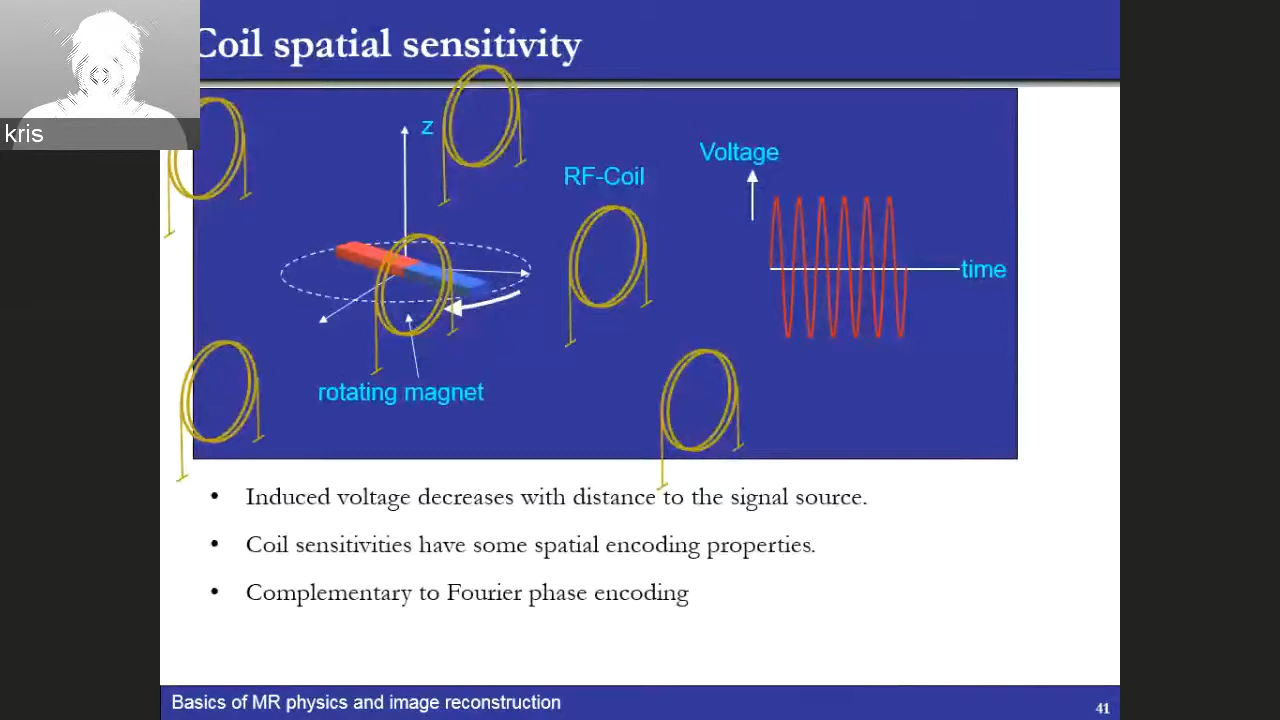 Coil spatial sensitivity
kris
z
RF-Coil
Voltage
time
rotating magnet
• Induced voltage decreases with distance to the signal source.
• Coil sensitivities have some spatial encoding properties.
• Complementary to Fourier phase encoding
Basics of MR physics and image reconstruction
41